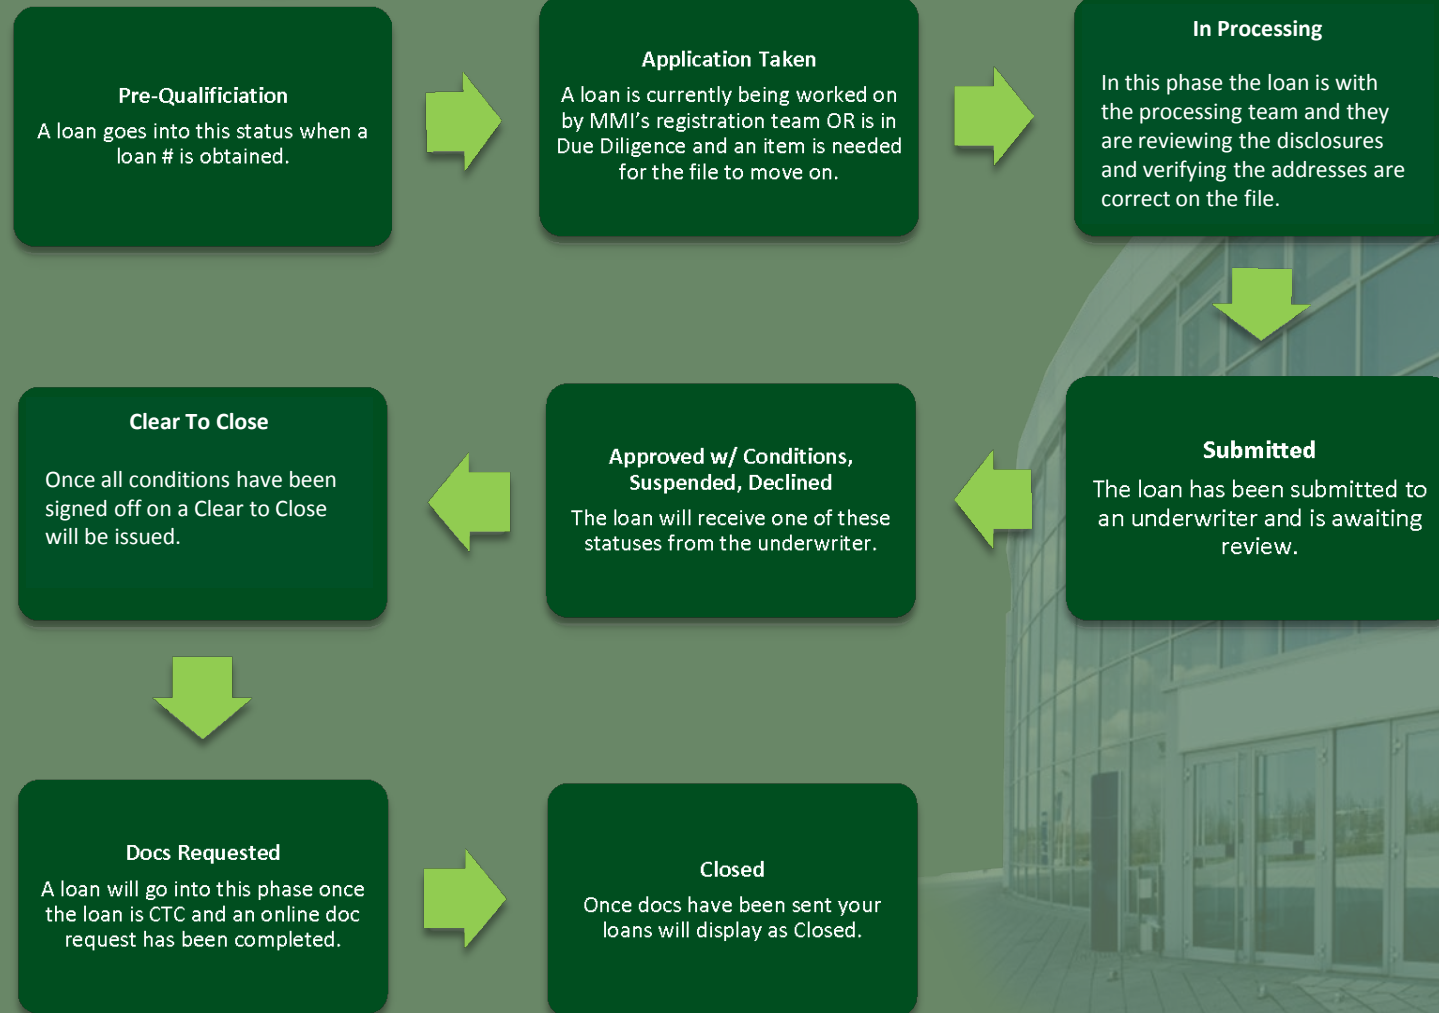 Pre-Qualificiation
A loan goes into this status when a
loan # is obtained.
Application Taken
A loan is currently being worked on
by MMI’s registration team OR is in
Due Diligence and an item is needed
for the file to move on.
In Processing
In this phase the loan is with
the processing team and they
are reviewing the disclosures
and verifying the addresses are
correct on the file.
Submitted
The loan has been submitted to
an underwriter and is awaiting
review.
Approved w/ Conditions,
Suspended, Declined
The loan will receive one of these
statuses from the underwriter.
Clear To Close
Once all conditions have been
signed off on a Clear to Close
will be issued.
Docs Requested
A loan will go into this phase once
the loan is CTC and an online doc
request has been completed.
Closed
Once docs have been sent your
loans will display as Closed.